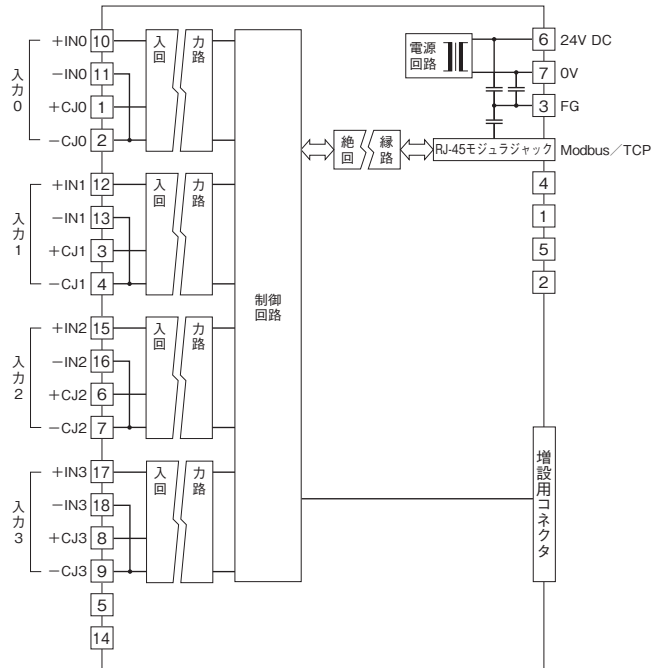 入力0
+IN0 10
−IN0 11
+CJ0 1
−CJ0 2
入回
力路
入力1
+IN1 12
−IN1 13
+CJ1 3
−CJ1 4
入回
力路
入力2
+IN2 15
−IN2 16
+CJ2 6
−CJ2 7
入回
力路
入力3
+IN3 17
−IN3 18
+CJ3 8
−CJ3 9
入回
力路
5
14
制御
回路
絶回
縁路
電源
回路
RJ-45モジュラジャック
Modbus／TCP
6 24V DC
7 0V
3 FG
4
1
5
2
増設用コネクタ